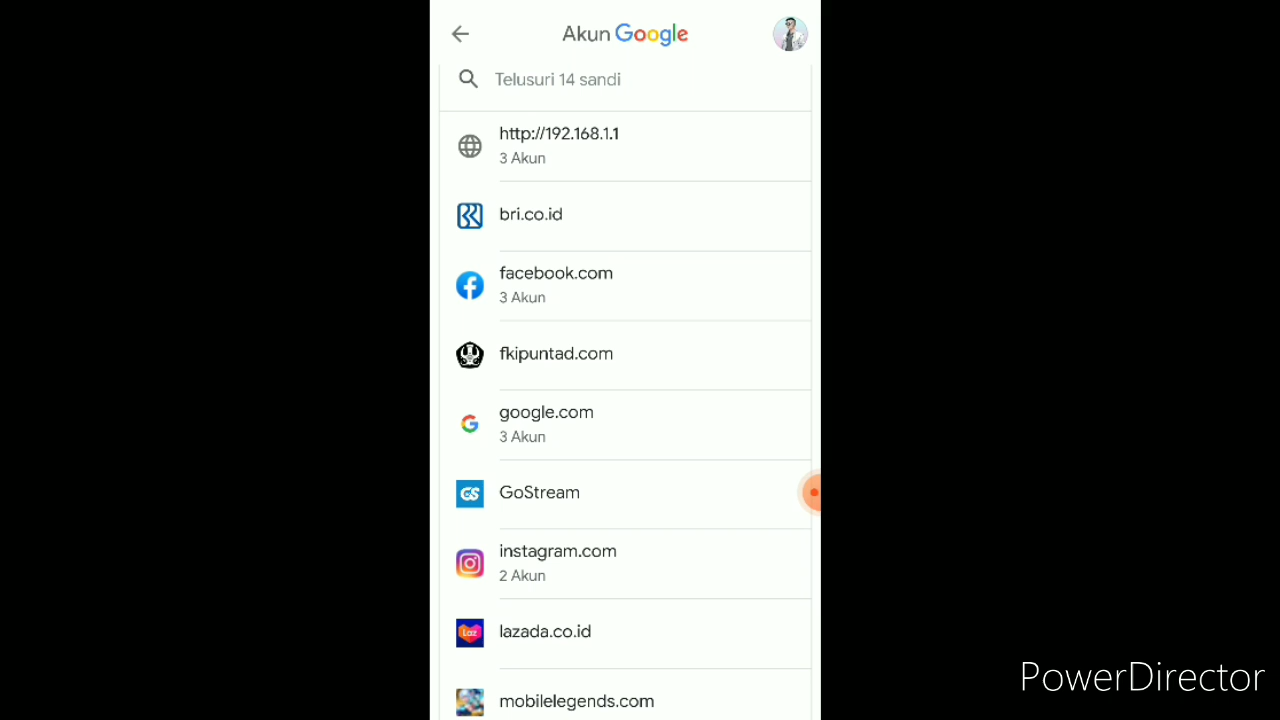 Akun Google
Telusuri 14 sandi
http://192.168.1.1
3 Akun
bri.co.id
facebook.com
3 Akun
fkipuntad.com
google.com
3 Akun
GoStream
instagram.com
2 Akun
Laz
lazada.co.id
mobilelegends.com
PowerDirector